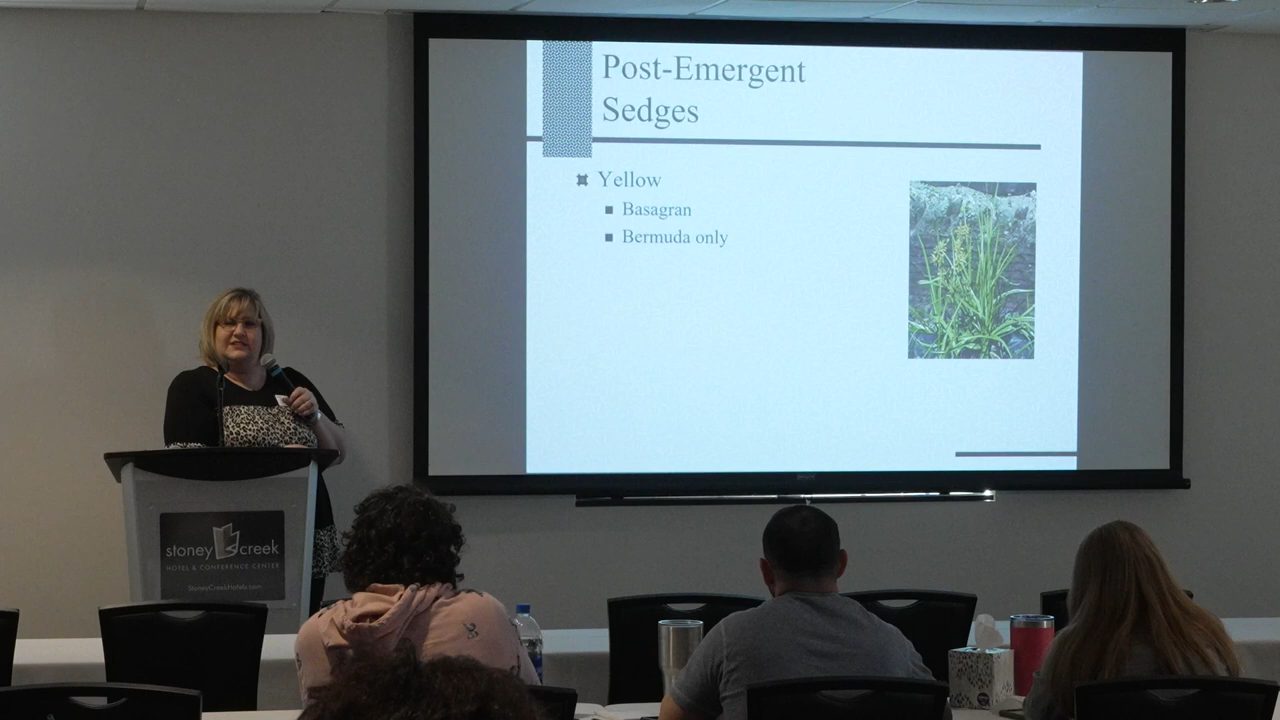 Post-Emergent
Sedges
Yellow
Basagran
Bermuda only
stoney creek
HOTEL & CONFERENCE CENTER
StoneyCreekHotels.com